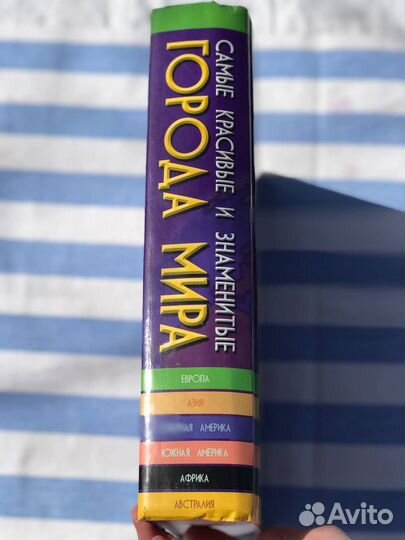 САМЫЕ КРАСИВЫЕ И ЗНАМЕНИТЫЕ
ГОРОДА МИРА
ЕВРОПА
АЗИЯ
АМЕРИКА
ЮЖНАЯ АМЕРИКА
АФРИКА
АВСТРАЛИЯ
Avito